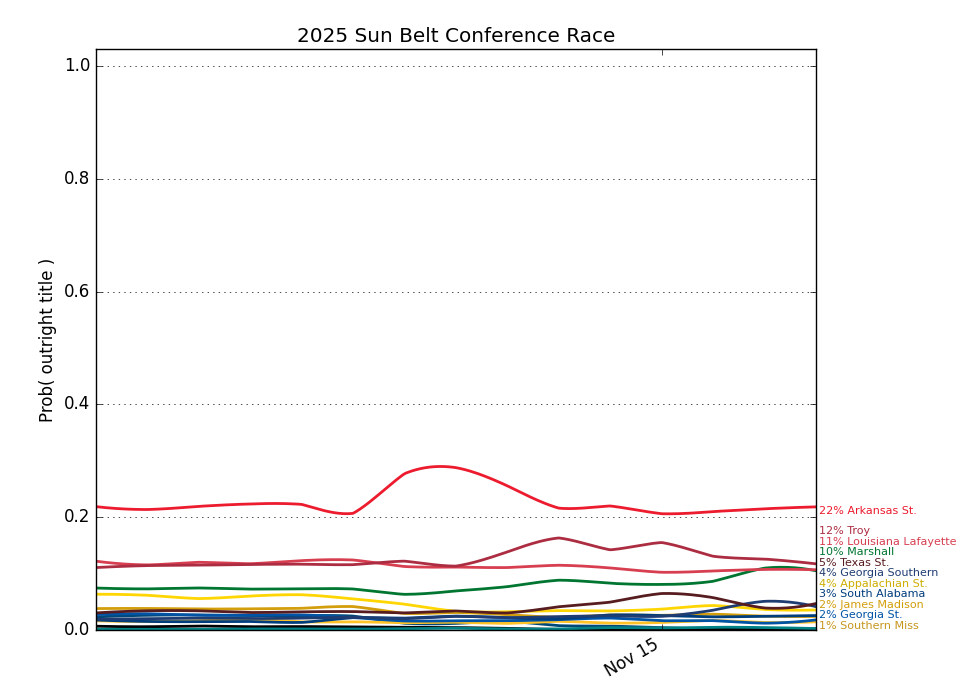 2025 Sun Belt Conference Race
1.0
0.8
0.6
0.4
0.2
0.0
Prob( outright title )
Nov 15
22% Arkansas St.
12% Troy
11% Louisiana Lafayette
10% Marshall
5% Texas St.
4% Georgia Southern
4% Appalachian St.
3% South Alabama
2% James Madison
2% Georgia St.
1% Southern Miss